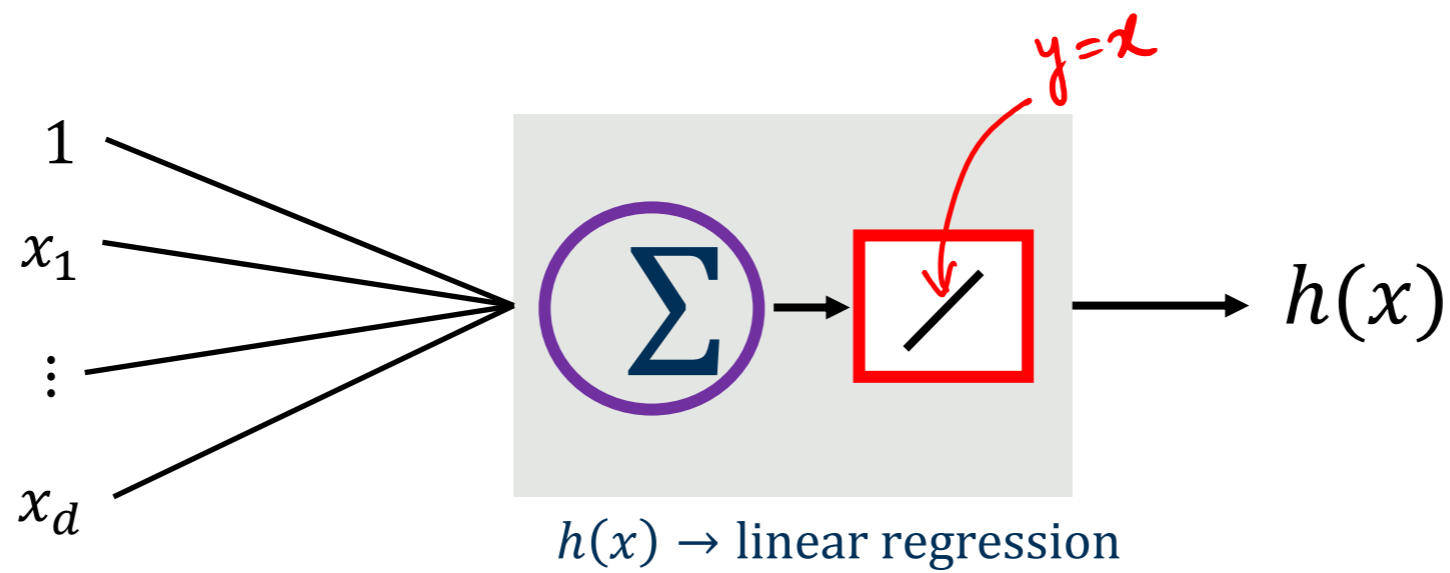 y=x
1
x₁
⋮
x_d
Σ
h(x)
h(x) → linear regression